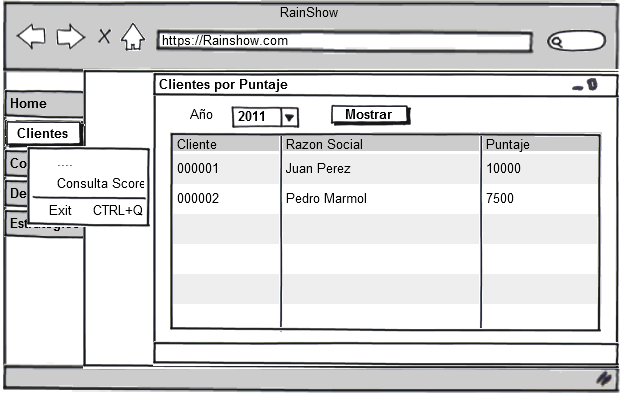 RainShow
https://Rainshow.com
Clientes por Puntaje
Home
Clientes
Co
De
....
Consulta Score
Exit CTRL+Q
Año 2011 Mostrar
Cliente Razon Social Puntaje
000001 Juan Perez 10000
000002 Pedro Marmol 7500